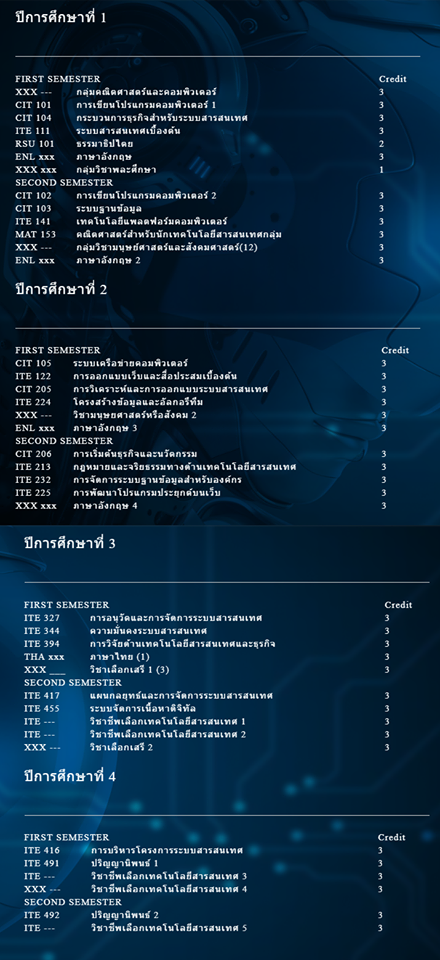 ปีการศึกษาที่ 1
FIRST SEMESTER Credit
XXX --- กลุ่มคณิตศาสตร์และคอมพิวเตอร์ 3
CIT 101 การเขียนโปรแกรมคอมพิวเตอร์ 1 3
CIT 104 กระบวนการธุรกิจสำหรับระบบสารสนเทศ 3
ITE 111 ระบบสารสนเทศเบื้องต้น 3
RSU 101 ธรรมาธิปไตย 2
ENL xxx ภาษาอังกฤษ 3
XXX xxx กลุ่มวิชาพละศึกษา 1
SECOND SEMESTER
CIT 102 การเขียนโปรแกรมคอมพิวเตอร์ 2 3
CIT 103 ระบบฐานข้อมูล 3
ITE 141 เทคโนโลยีแพลตฟอร์มคอมพิวเตอร์ 3
MAT 153 คณิตศาสตร์สำหรับนักเทคโนโลยีสารสนเทศกลุ่ม 3
XXX --- กลุ่มวิชามนุษย์ศาสตร์และสังคมศาสตร์(12) 3
ENL xxx ภาษาอังกฤษ 2 3
ปีการศึกษาที่ 2
FIRST SEMESTER Credit
CIT 105 ระบบเครือข่ายคอมพิวเตอร์ 3
ITE 122 การออกแบบเว็บและสื่อประสมเบื้องต้น 3
CIT 205 การวิเคราะห์และการออกแบบระบบสารสนเทศ 3
ITE 224 โครงสร้างข้อมูลและอัลกอรีทึม 3
XXX --- วิชามนุษยศาสตร์หรือสังคม 2 3
ENL xxx ภาษาอังกฤษ 3 3
SECOND SEMESTER
CIT 206 การเริ่มต้นธุรกิจและนวัตกรรม 3
ITE 213 กฎหมายและจริยธรรมทางด้านเทคโนโลยีสารสนเทศ 3
ITE 232 การจัดการระบบฐานข้อมูลสำหรับองค์กร 3
ITE 225 การพัฒนาโปรแกรมประยุกต์บนเว็บ 3
XXX xxx ภาษาอังกฤษ 4 3
ปีการศึกษาที่ 3
FIRST SEMESTER Credit
ITE 327 การอนุวัตและการจัดการระบบสารสนเทศ 3
ITE 344 ความมั่นคงระบบสารสนเทศ 3
ITE 394 การวิจัยด้านเทคโนโลยีสารสนเทศและธุรกิจ 3
THA xxx ภาษาไทย (1) 3
XXX ___ วิชาเลือกเสรี 1 (3) 3
SECOND SEMESTER
ITE 417 แผนกลยุทธ์และการจัดการระบบสารสนเทศ 3
ITE 455 ระบบจัดการเนื้อหาดิจิทัล 3
ITE --- วิชาชีพเลือกเทคโนโลยีสารสนเทศ 1 3
ITE --- วิชาชีพเลือกเทคโนโลยีสารสนเทศ 2 3
XXX --- วิชาเลือกเสรี 2 3
ปีการศึกษาที่ 4
FIRST SEMESTER Credit
ITE 416 การบริหารโครงการระบบสารสนเทศ 3
ITE 491 ปริญญานิพนธ์ 1 3
ITE --- วิชาชีพเลือกเทคโนโลยีสารสนเทศ 3 3
XXX --- วิชาชีพเลือกเทคโนโลยีสารสนเทศ 4 3
SECOND SEMESTER
ITE 492 ปริญญานิพนธ์ 2 3
ITE --- วิชาชีพเลือกเทคโนโลยีสารสนเทศ 5 3